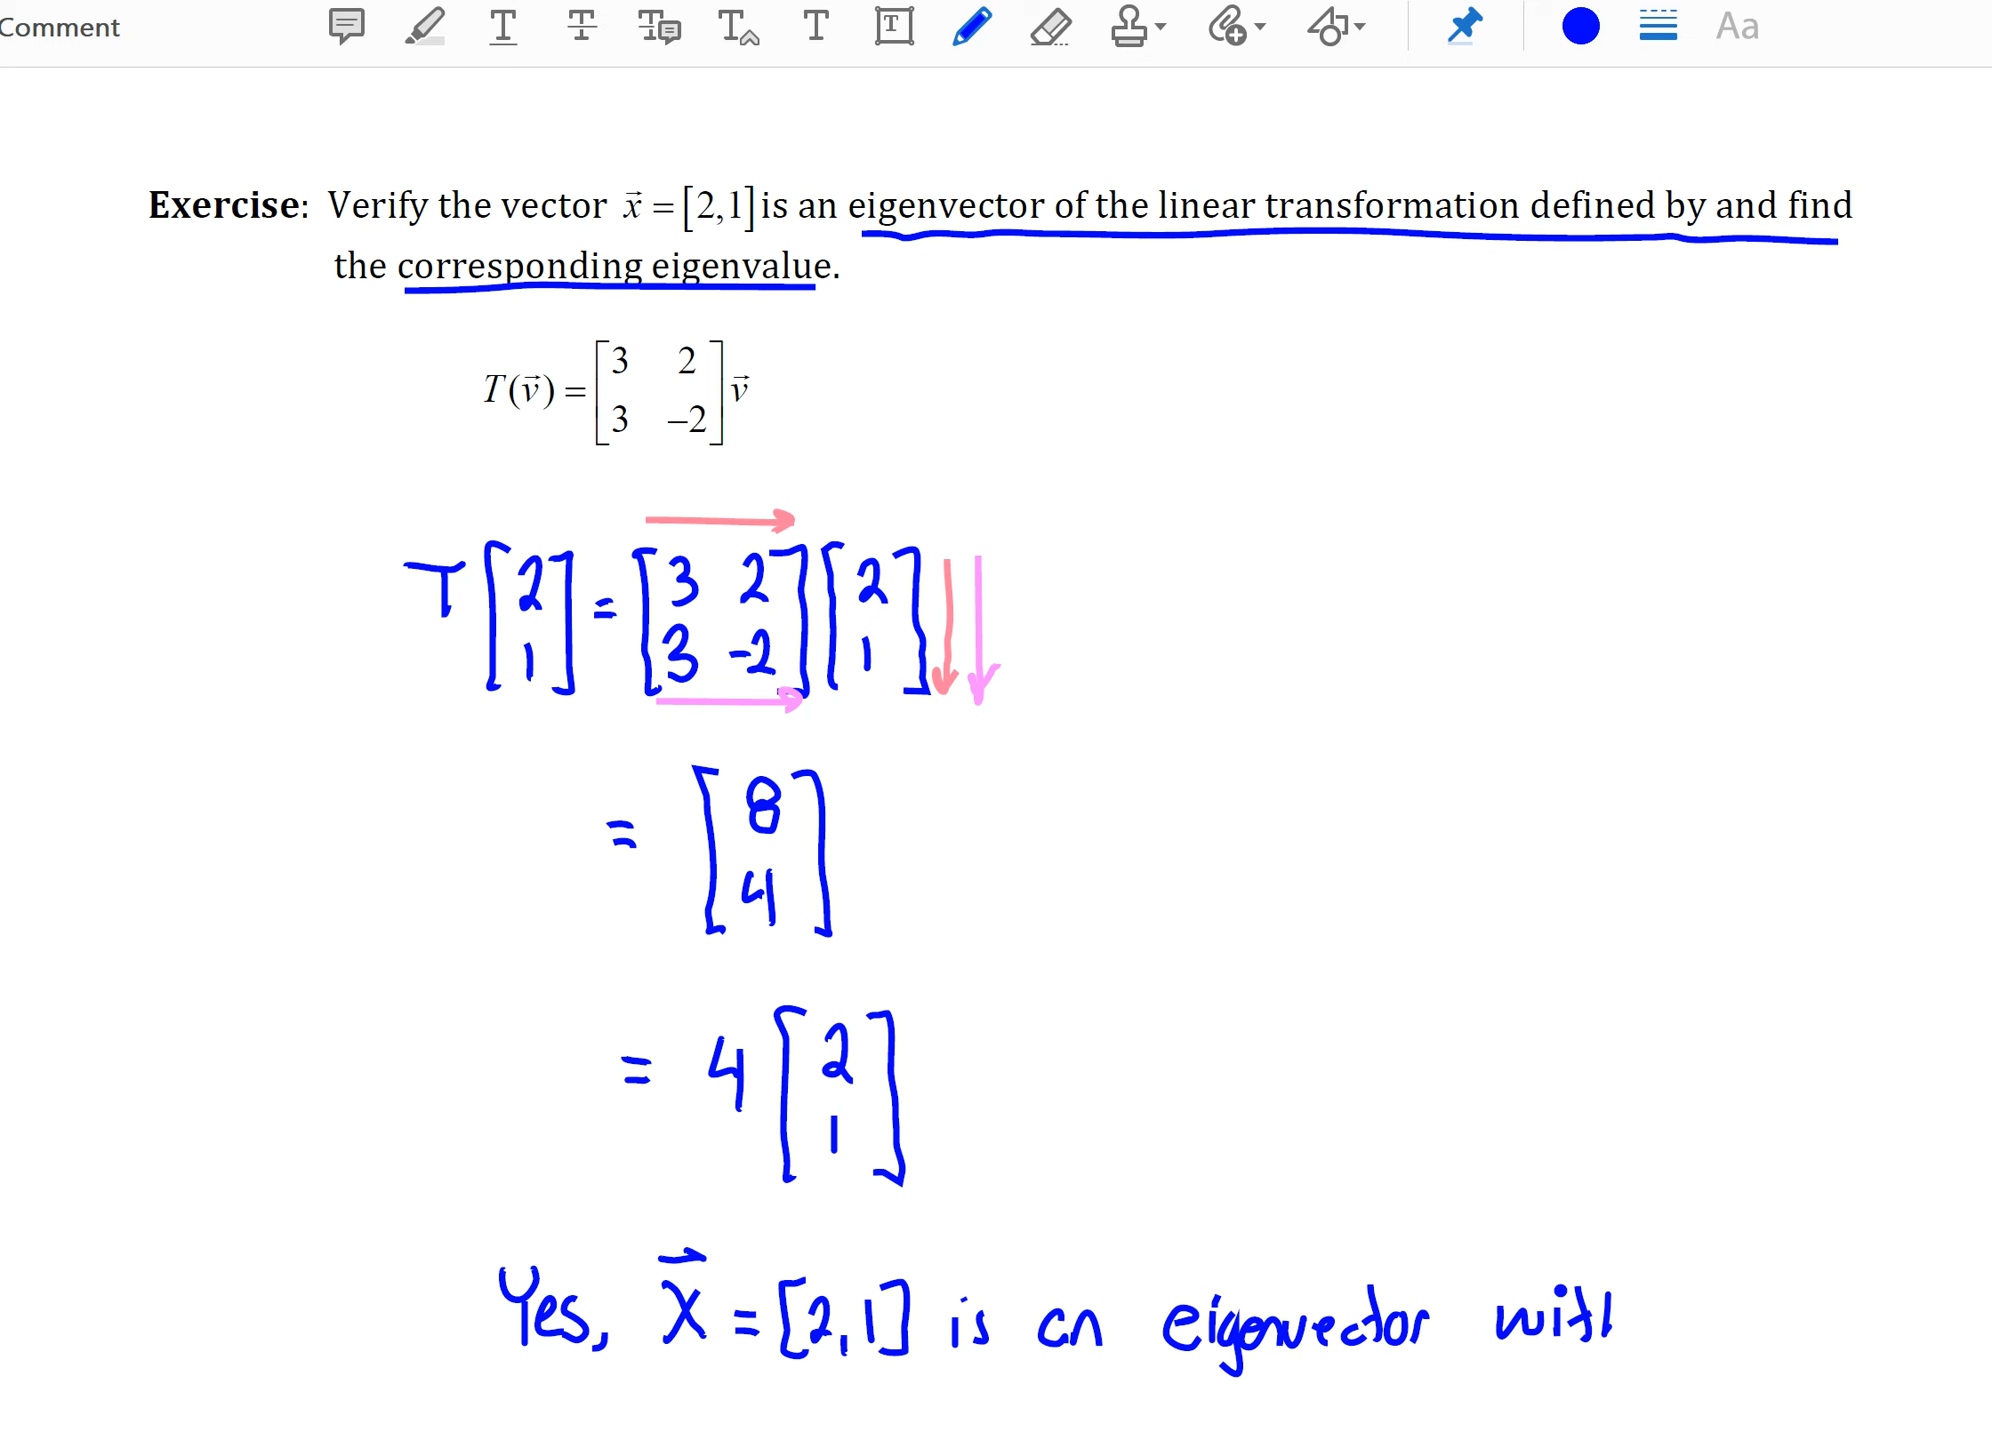 Comment
Aa
Exercise: Verify the vector x⃗ = [2,1] is an eigenvector of the linear transformation defined by and find
the corresponding eigenvalue.
T(v⃗) = [3 2; 3 −2] v⃗
T [2; 1] = [3 2; 3 -2] [2; 1]
= [8; 4]
= 4 [2; 1]
Yes, x⃗ = [2,1] is an eigenvector with